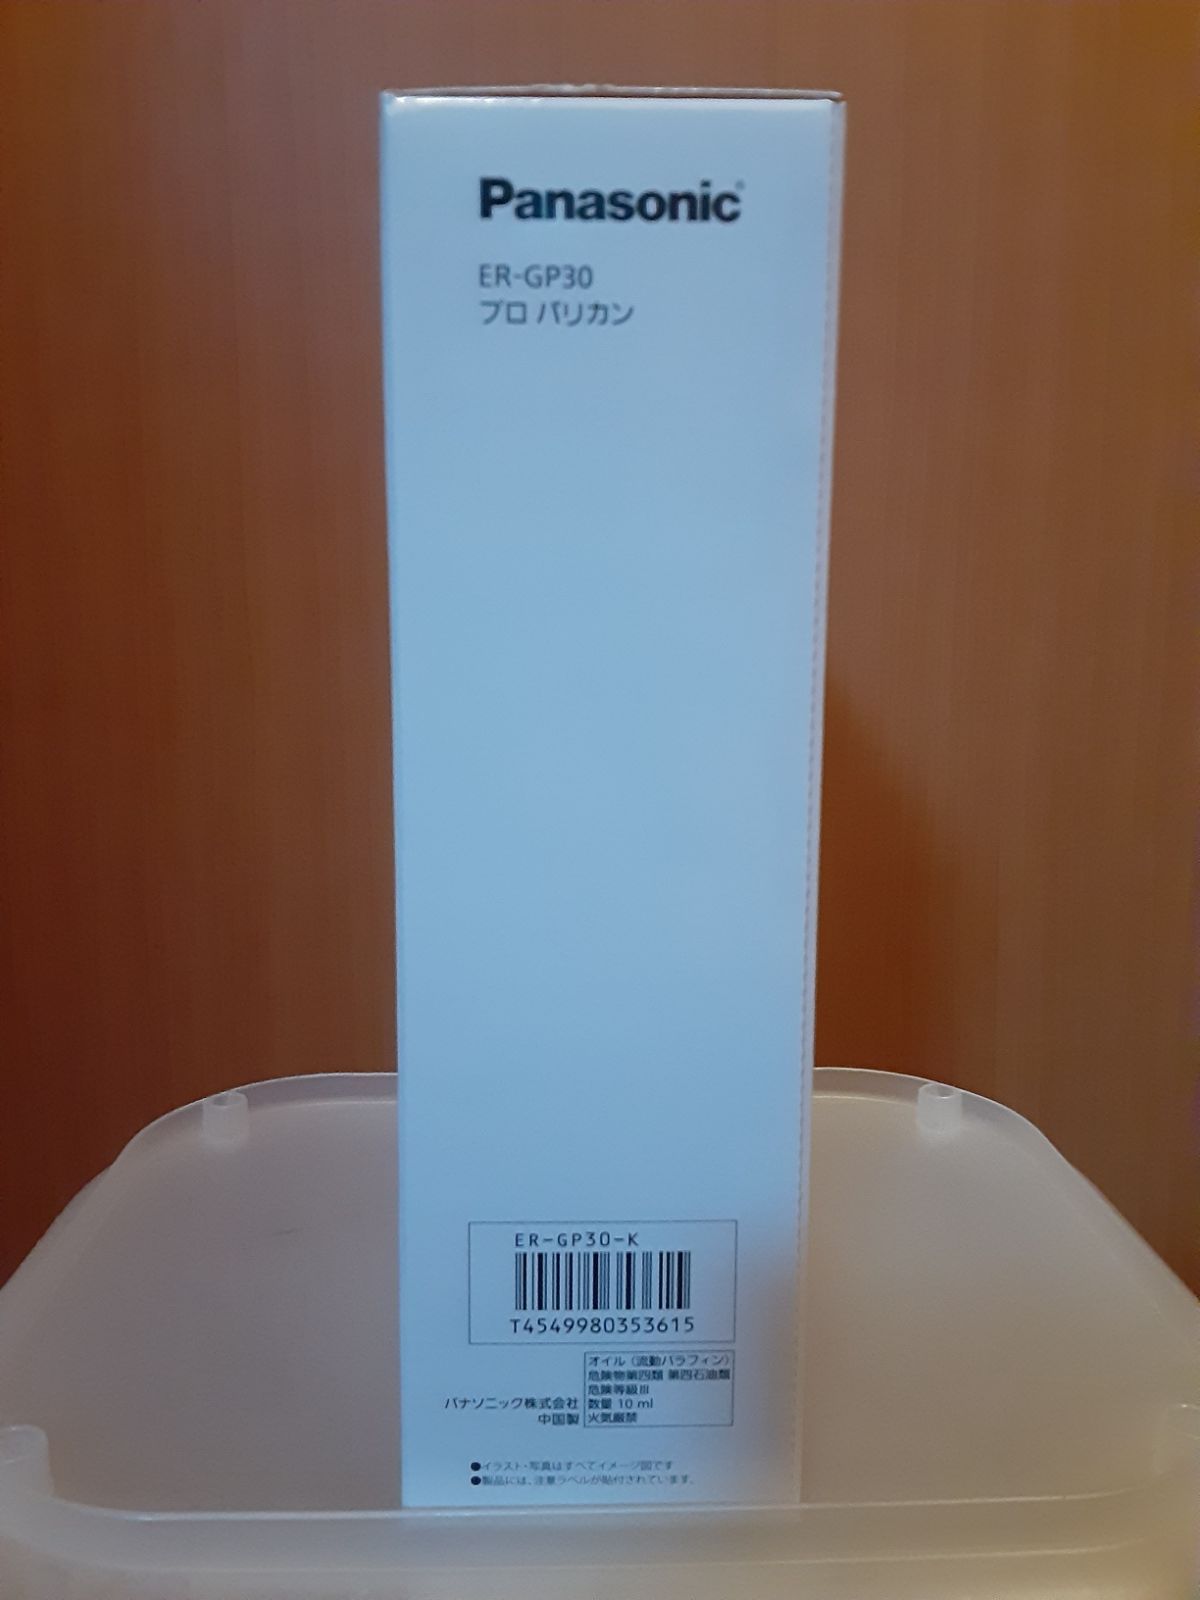 Panasonic
ER-GP30
プロ バリカン
ER-GP30-K
T4549980353615
オイル（流動パラフィン）
危険物第四類 第四石油類
危険等級Ⅲ
数量 10 ml
火気厳禁
パナソニック株式会社
中国製
●イラスト・写真はすべてイメージ図です
●製品には、注意ラベルが貼付されています。